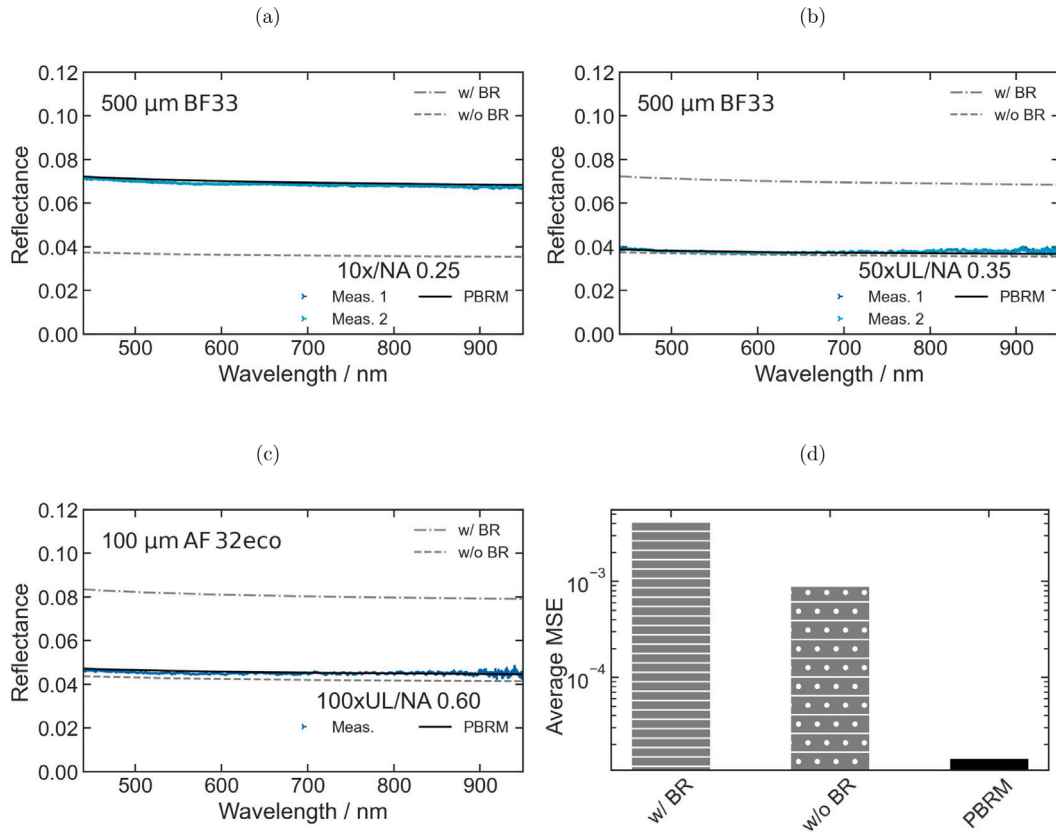 (a)
0.12
0.10
0.08
0.06
0.04
0.02
0.00
Reflectance
500 μm BF33
w/ BR
w/o BR
10x/NA 0.25
Meas. 1
PBRM
Meas. 2
500
600
700
800
900
Wavelength / nm
(b)
0.12
0.10
0.08
0.06
0.04
0.02
0.00
Reflectance
500 μm BF33
w/ BR
w/o BR
50xUL/NA 0.35
Meas. 1
PBRM
Meas. 2
500
600
700
800
900
Wavelength / nm
(c)
0.12
0.10
0.08
0.06
0.04
0.02
0.00
Reflectance
100 μm AF 32eco
w/ BR
w/o BR
100xUL/NA 0.60
Meas.
PBRM
500
600
700
800
900
Wavelength / nm
(d)
Average MSE
10⁻³
10⁻⁴
w/ BR
w/o BR
PBRM